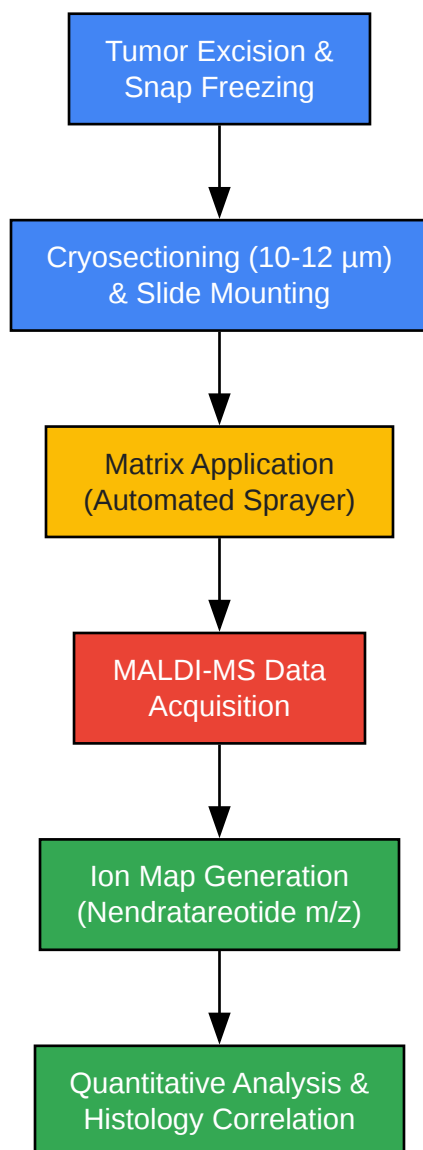 Tumor Excision &
Snap Freezing
Cryosectioning (10-12 µm)
& Slide Mounting
Matrix Application
(Automated Sprayer)
MALDI-MS Data
Acquisition
Ion Map Generation
(Nendratareotide m/z)
Quantitative Analysis &
Histology Correlation